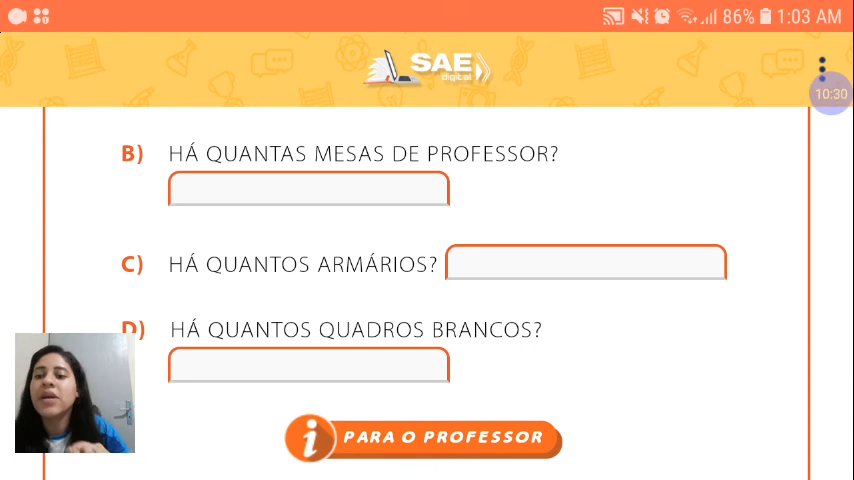 86% 1:03 AM
SAE
digital
10:30
B) HÁ QUANTAS MESAS DE PROFESSOR?
C) HÁ QUANTOS ARMÁRIOS?
D) HÁ QUANTOS QUADROS BRANCOS?
i PARA O PROFESSOR